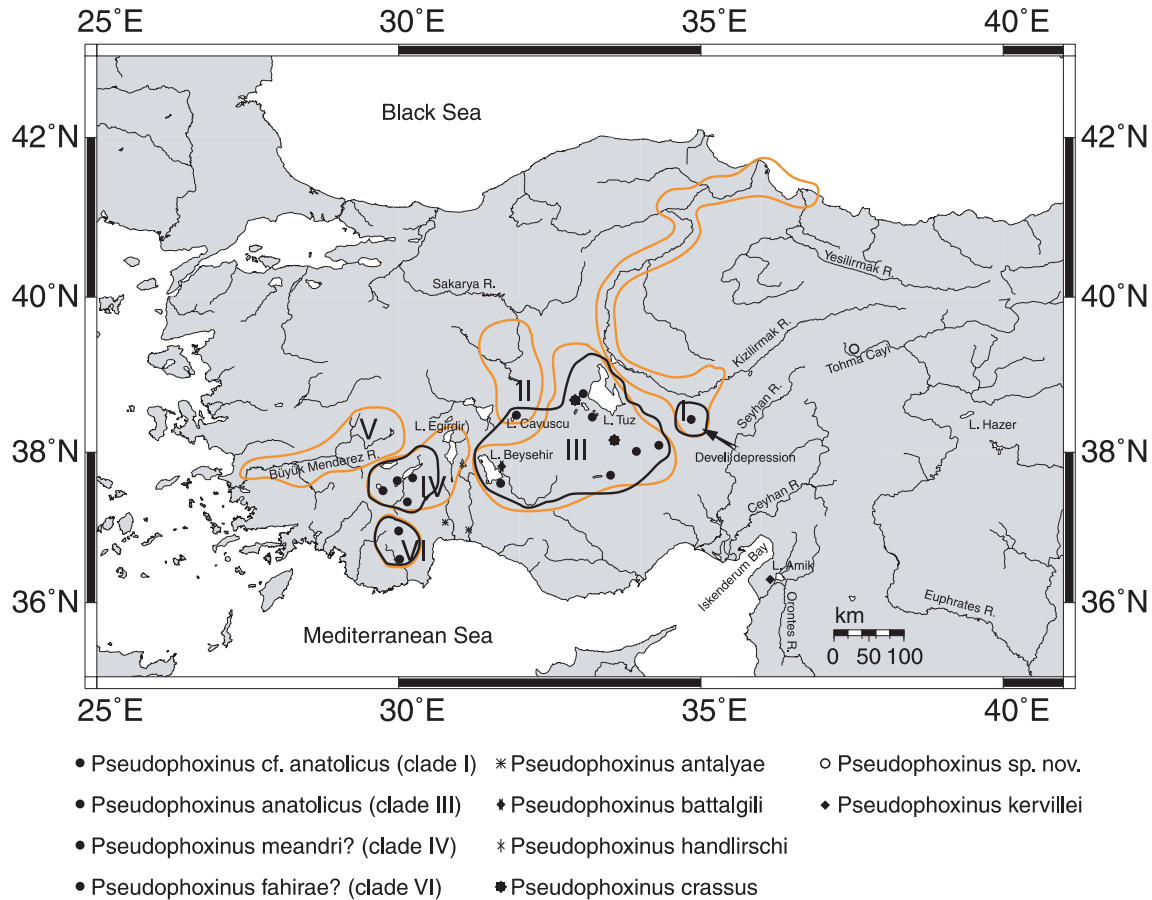 25˚E 30˚E 35˚E 40˚E
Black Sea
42˚N 42˚N
Yesilirmak R.
Sakarya R.
40˚N 40˚N
Kizilirmak R.
Tohma Cayi
Seyhan R.
II
I
L. Egirdir
L. Cavuscu
L. Tuz
L. Hazer
V
III
38˚N 38˚N
L. Beysehir
Develi depression
Büyük Menderez R.
IV
Ceyhan R.
VI
Iskenderum Bay
L. Amik
36˚N 36˚N
Orontes R.
Euphrates R.
km
Mediterranean Sea
0 50 100
25˚E 30˚E 35˚E 40˚E
Pseudophoxinus cf. anatolicus (clade I)
Pseudophoxinus anatolicus (clade III)
Pseudophoxinus meandri? (clade IV)
Pseudophoxinus fahirae? (clade VI)
Pseudophoxinus antalyae
Pseudophoxinus battalgili
Pseudophoxinus handlirschi
Pseudophoxinus crassus
Pseudophoxinus sp. nov.
Pseudophoxinus kervillei